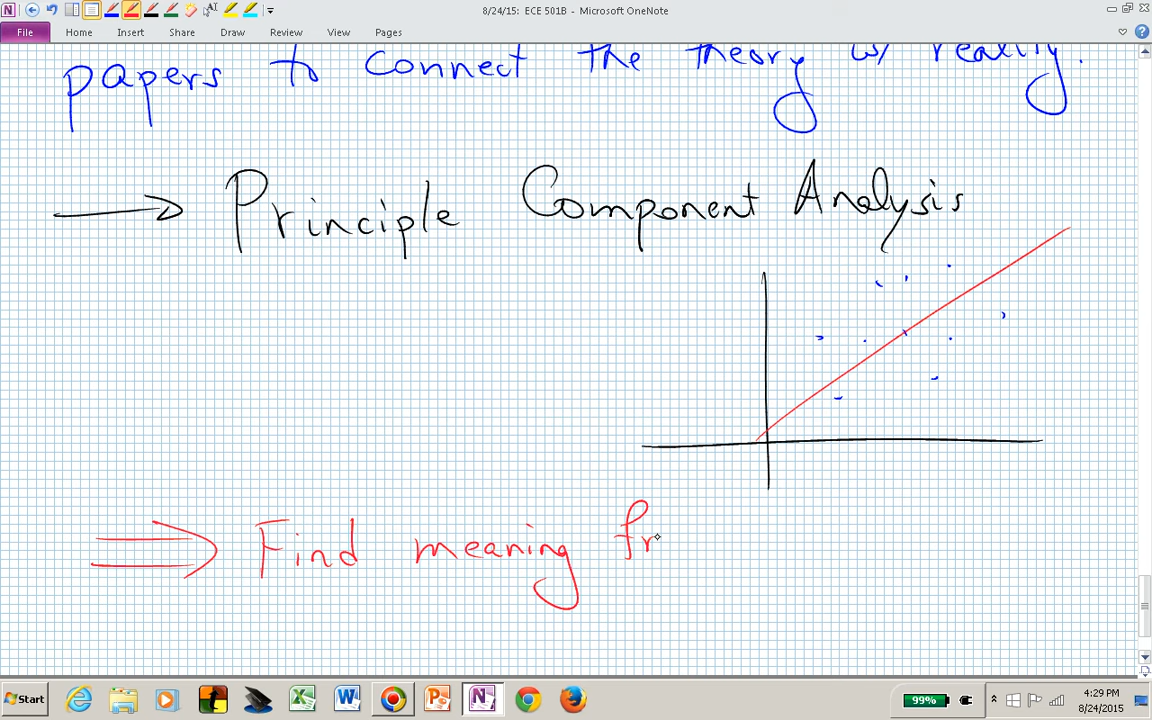 8/24/15: ECE 501B - Microsoft OneNote
File Home Insert Share Draw Review View Pages
papers to connect the theory w/ reality.
→ Principle Component Analysis
⇒ Find meaning fr
Start 99% 4:29 PM
8/24/2015